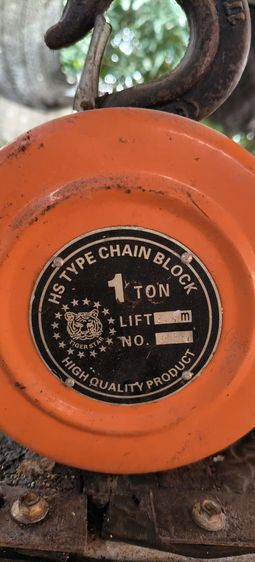 HS TYPE CHAIN BLOCK
1 TON
LIFT m
NO.
TIGER STAR
HIGH QUALITY PRODUCT